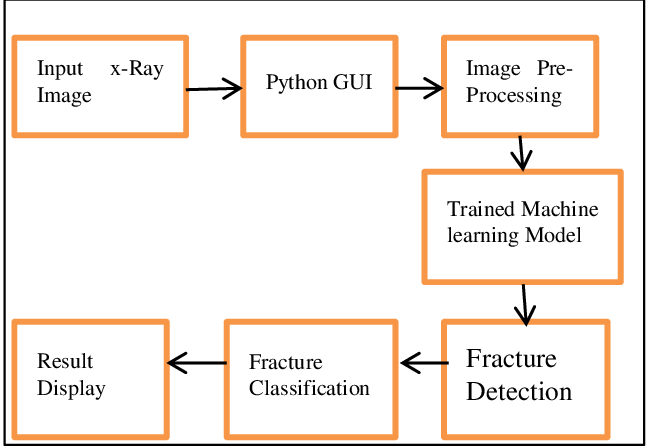 Input x-Ray
Image
Python GUI
Image Pre-
Processing
Trained Machine
learning Model
Fracture
Detection
Fracture
Classification
Result
Display